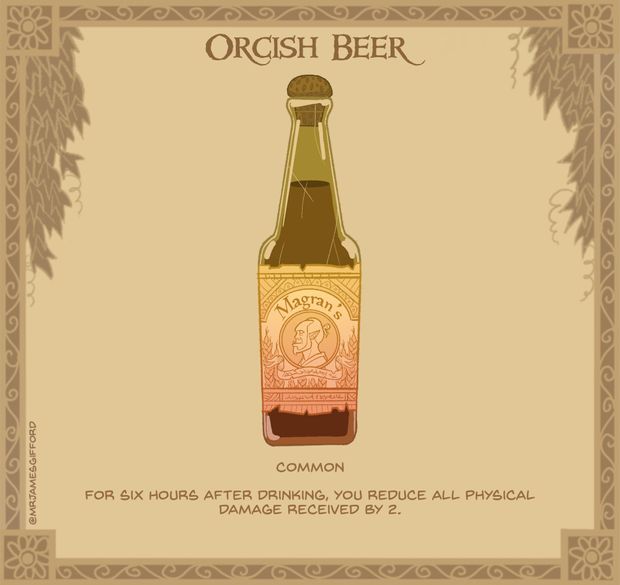 Orcish Beer
Magran's
COMMON
FOR SIX HOURS AFTER DRINKING, YOU REDUCE ALL PHYSICAL
DAMAGE RECEIVED BY 2.
@MRJAMESGIFFORD